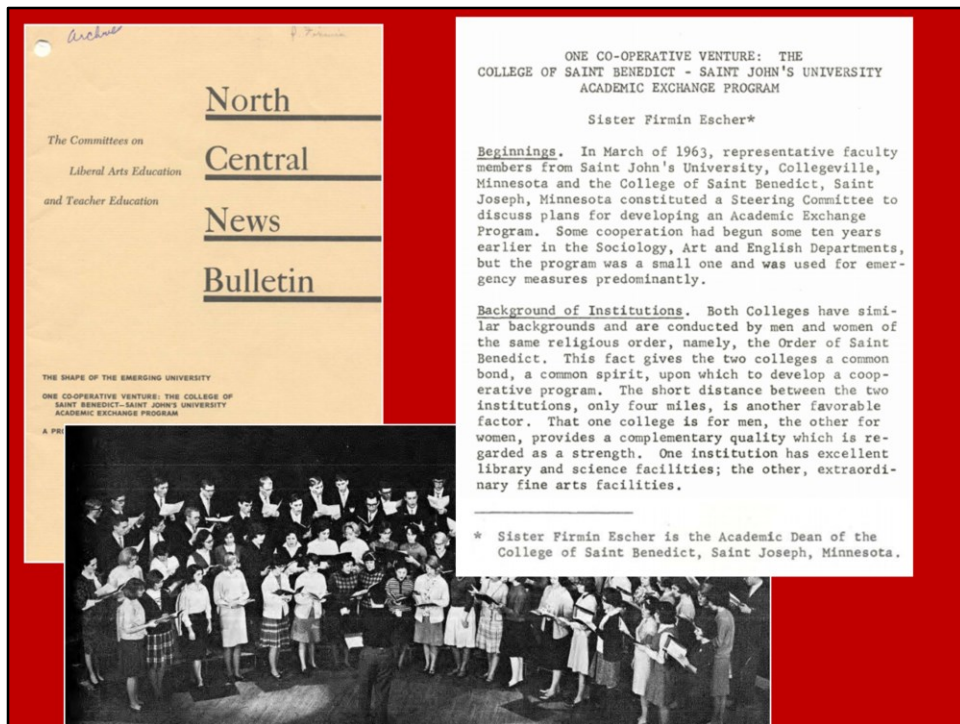 Archives
North
Central
News
Bulletin
The Committees on
Liberal Arts Education
and Teacher Education
THE SHAPE OF THE EMERGING UNIVERSITY
ONE CO-OPERATIVE VENTURE: THE COLLEGE OF
SAINT BENEDICT—SAINT JOHN'S UNIVERSITY
ACADEMIC EXCHANGE PROGRAM
ONE CO-OPERATIVE VENTURE: THE
COLLEGE OF SAINT BENEDICT - SAINT JOHN'S UNIVERSITY
ACADEMIC EXCHANGE PROGRAM
Sister Firmin Escher*
Beginnings. In March of 1963, representative faculty
members from Saint John's University, Collegeville,
Minnesota and the College of Saint Benedict, Saint
Joseph, Minnesota constituted a Steering Committee to
discuss plans for developing an Academic Exchange
Program. Some cooperation had begun some ten years
earlier in the Sociology, Art and English Departments,
but the program was a small one and was used for emer-
gency measures predominantly.
Background of Institutions. Both Colleges have simi-
lar backgrounds and are conducted by men and women of
the same religious order, namely, the Order of Saint
Benedict. This fact gives the two colleges a common
bond, a common spirit, upon which to develop a coop-
erative program. The short distance between the two
institutions, only four miles, is another favorable
factor. That one college is for men, the other for
women, provides a complementary quality which is re-
garded as a strength. One institution has excellent
library and science facilities; the other, extraordi-
nary fine arts facilities.
* Sister Firmin Escher is the Academic Dean of the
College of Saint Benedict, Saint Joseph, Minnesota.